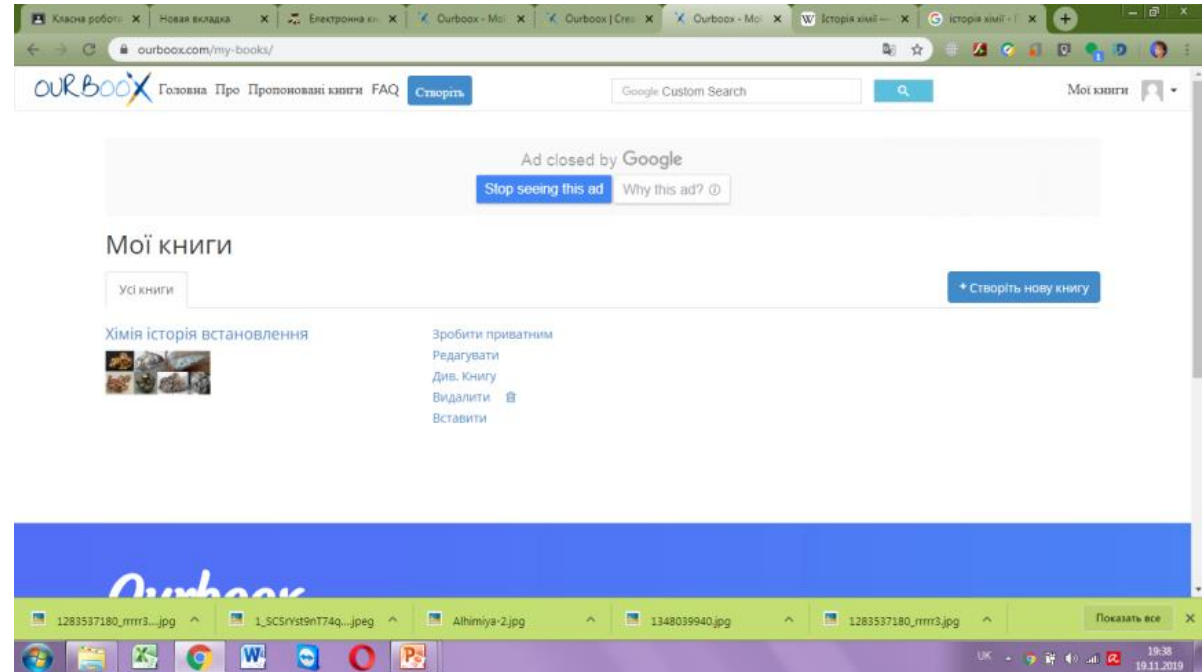 Класна робот
Новая вкладка
Електронна кн
Ourboox - Мої
Ourboox | Crea
Ourboox - Мої
Історія хімії —
історія хімії - 
ourboox.com/my-books/
OURBOOX Головна Про Пропоновані книги FAQ Створіть Google Custom Search Мої книги
Ad closed by Google
Stop seeing this ad Why this ad?
Мої книги
Усі книги
+ Створіть нову книгу
Хімія історія встановлення
Зробити приватним
Редагувати
Див. Книгу
Видалити
Вставити
Ourboox
1283537180_rrrrr3....jpg 1_SCSrYst9nT74q....jpeg Alhimiya-2.jpg 1348039940.jpg 1283537180_rrrrr3.jpg Показать все
UK 19:38
19.11.2019